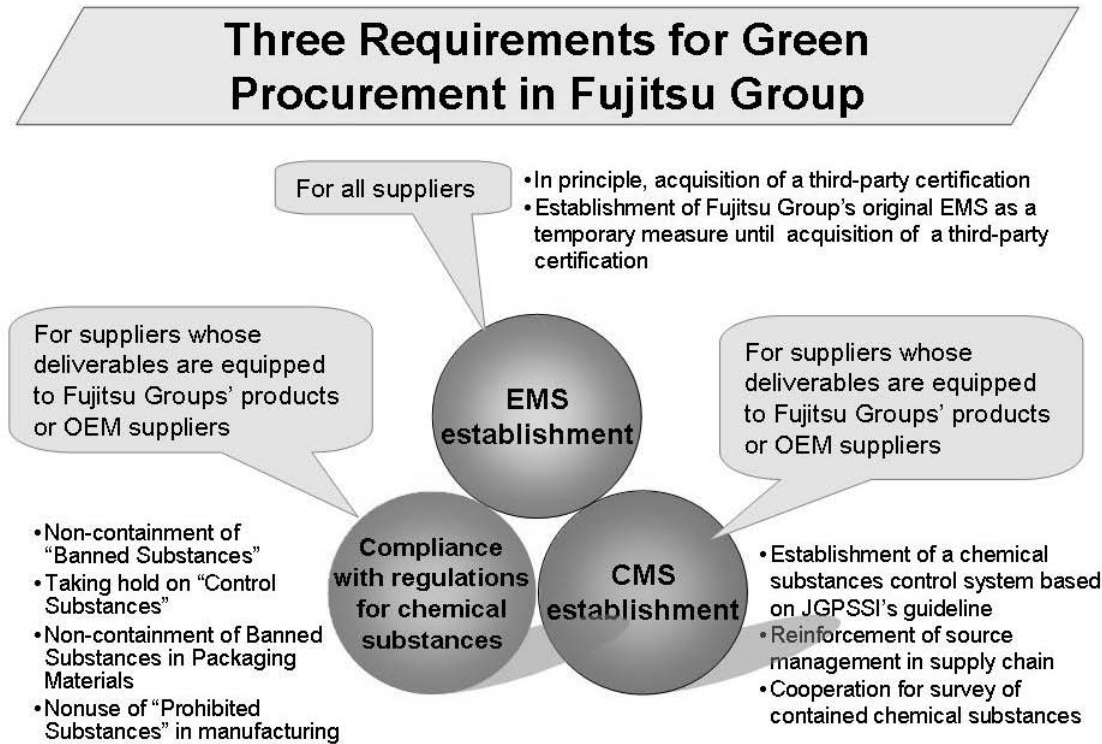 Three Requirements for Green
Procurement in Fujitsu Group
For all suppliers
•In principle, acquisition of a third-party certification
•Establishment of Fujitsu Group's original EMS as a
temporary measure until acquisition of a third-party
certification
For suppliers whose
deliverables are equipped
to Fujitsu Groups' products
or OEM suppliers
EMS
establishment
For suppliers whose
deliverables are equipped
to Fujitsu Groups' products
or OEM suppliers
•Non-containment of
“Banned Substances”
•Taking hold on “Control
Substances”
•Non-containment of Banned
Substances in Packaging
Materials
•Nonuse of “Prohibited
Substances” in manufacturing
Compliance
with regulations
for chemical
substances
CMS
establishment
•Establishment of a chemical
substances control system based
on JGPSSI's guideline
•Reinforcement of source
management in supply chain
•Cooperation for survey of
contained chemical substances